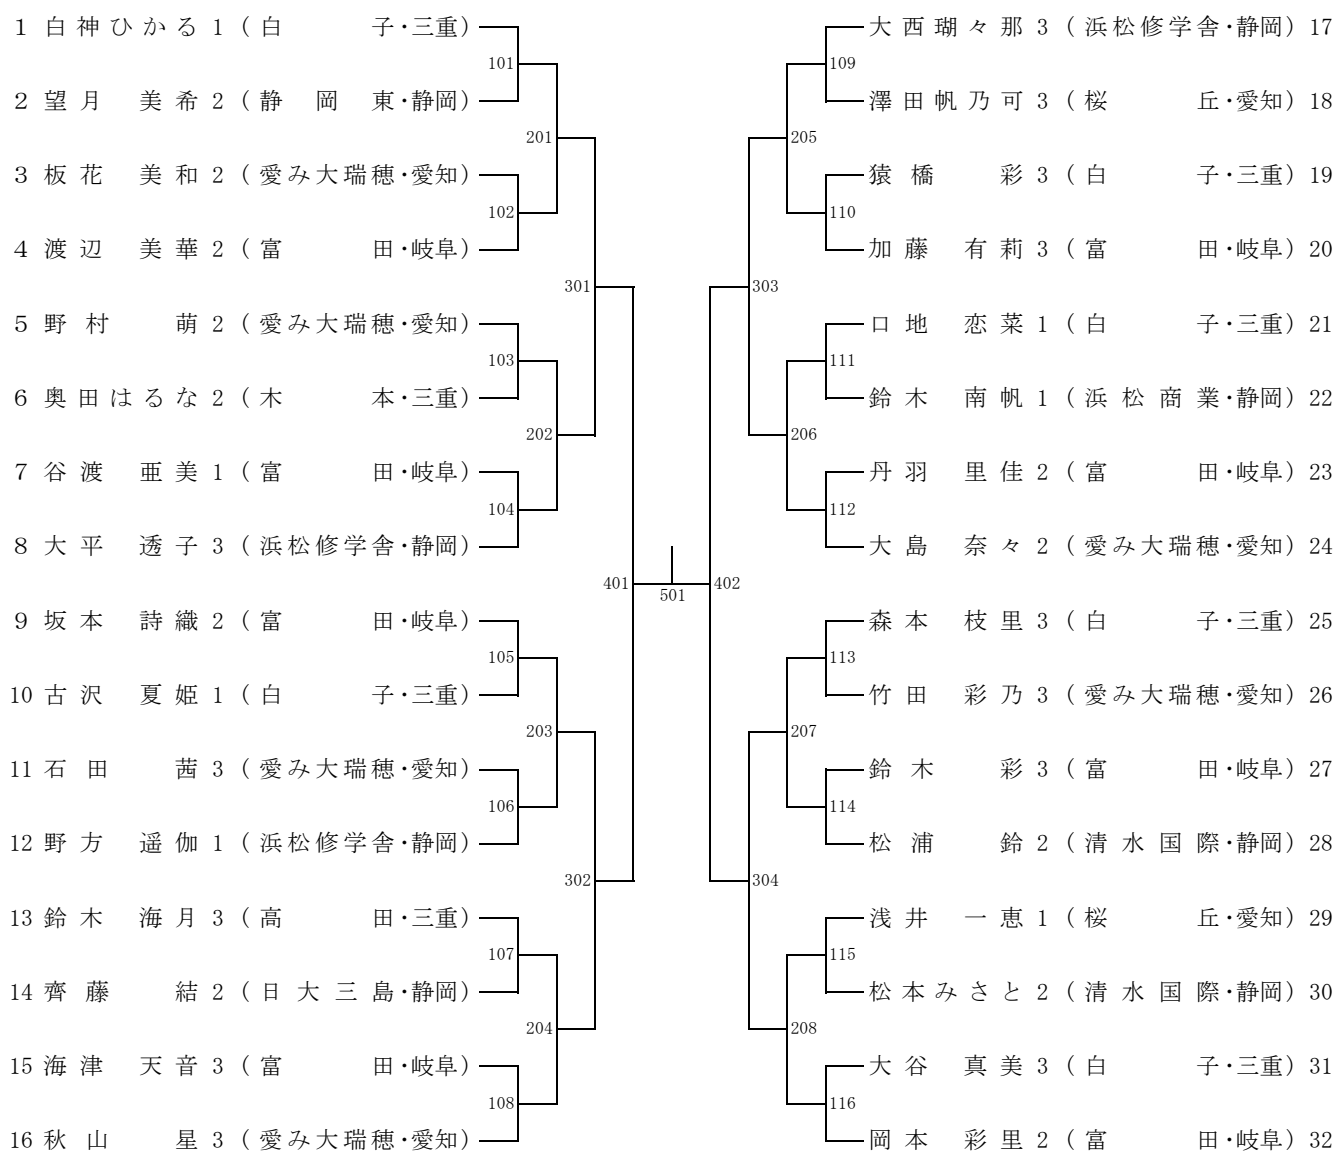 1 白神ひかる 1 (白子・三重)
101
2 望月 美希 2 (静岡東・静岡)
201
3 板花 美和 2 (愛み大瑞穂・愛知)
102
4 渡辺 美華 2 (富田・岐阜)
301
5 野村 萌 2 (愛み大瑞穂・愛知)
103
6 奥田はるな 2 (木本・三重)
202
7 谷渡 亜美 1 (富田・岐阜)
104
8 大平 透子 3 (浜松修学舎・静岡)
401
9 坂本 詩織 2 (富田・岐阜)
105
10 古沢 夏姫 1 (白子・三重)
203
11 石田 茜 3 (愛み大瑞穂・愛知)
106
12 野方 遥伽 1 (浜松修学舎・静岡)
302
13 鈴木 海月 3 (高田・三重)
107
14 齊藤 結 2 (日大三島・静岡)
204
15 海津 天音 3 (富田・岐阜)
108
16 秋山 星 3 (愛み大瑞穂・愛知)
501
大西瑚々那 3 (浜松修学舎・静岡) 17
109
澤田帆乃可 3 (桜丘・愛知) 18
205
猿橋 彩 3 (白子・三重) 19
110
加藤 有莉 3 (富田・岐阜) 20
303
口地 恋菜 1 (白子・三重) 21
111
鈴木 南帆 1 (浜松商業・静岡) 22
206
丹羽 里佳 2 (富田・岐阜) 23
112
大島 奈々 2 (愛み大瑞穂・愛知) 24
402
森本 枝里 3 (白子・三重) 25
113
竹田 彩乃 3 (愛み大瑞穂・愛知) 26
207
鈴木 彩 3 (富田・岐阜) 27
114
松浦 鈴 2 (清水国際・静岡) 28
304
浅井 一恵 1 (桜丘・愛知) 29
115
松本みさと 2 (清水国際・静岡) 30
208
大谷 真美 3 (白子・三重) 31
116
岡本 彩里 2 (富田・岐阜) 32